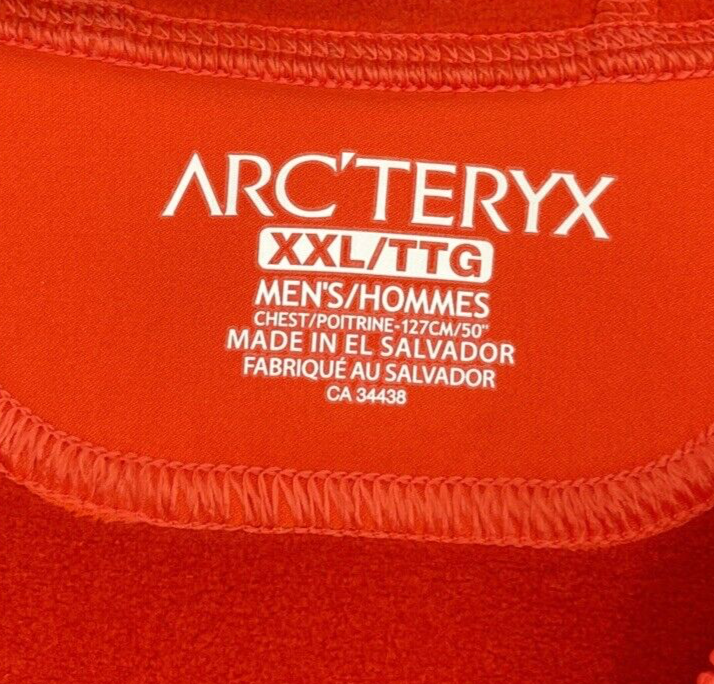 ARC'TERYX
XXL/TTG
MEN'S/HOMMES
CHEST/POITRINE-127CM/50"
MADE IN EL SALVADOR
FABRIQUÉ AU SALVADOR
CA 34438